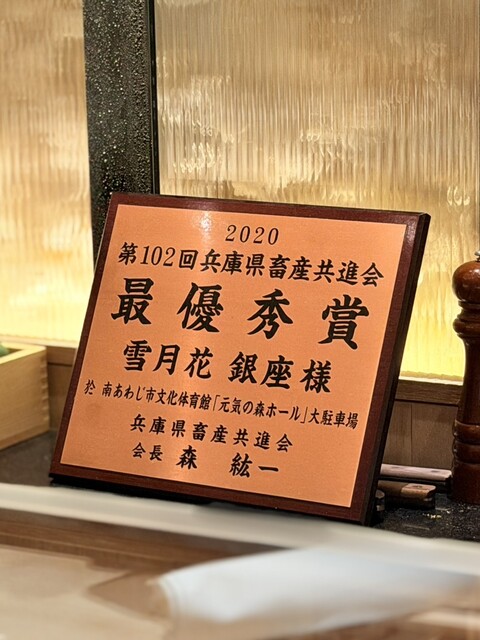 2020
第102回兵庫県畜産共進会
最優秀賞
雪月花 銀座様
於 南あわじ市文化体育館「元気の森ホール」大駐車場
兵庫県畜産共進会
会長 森 紘一